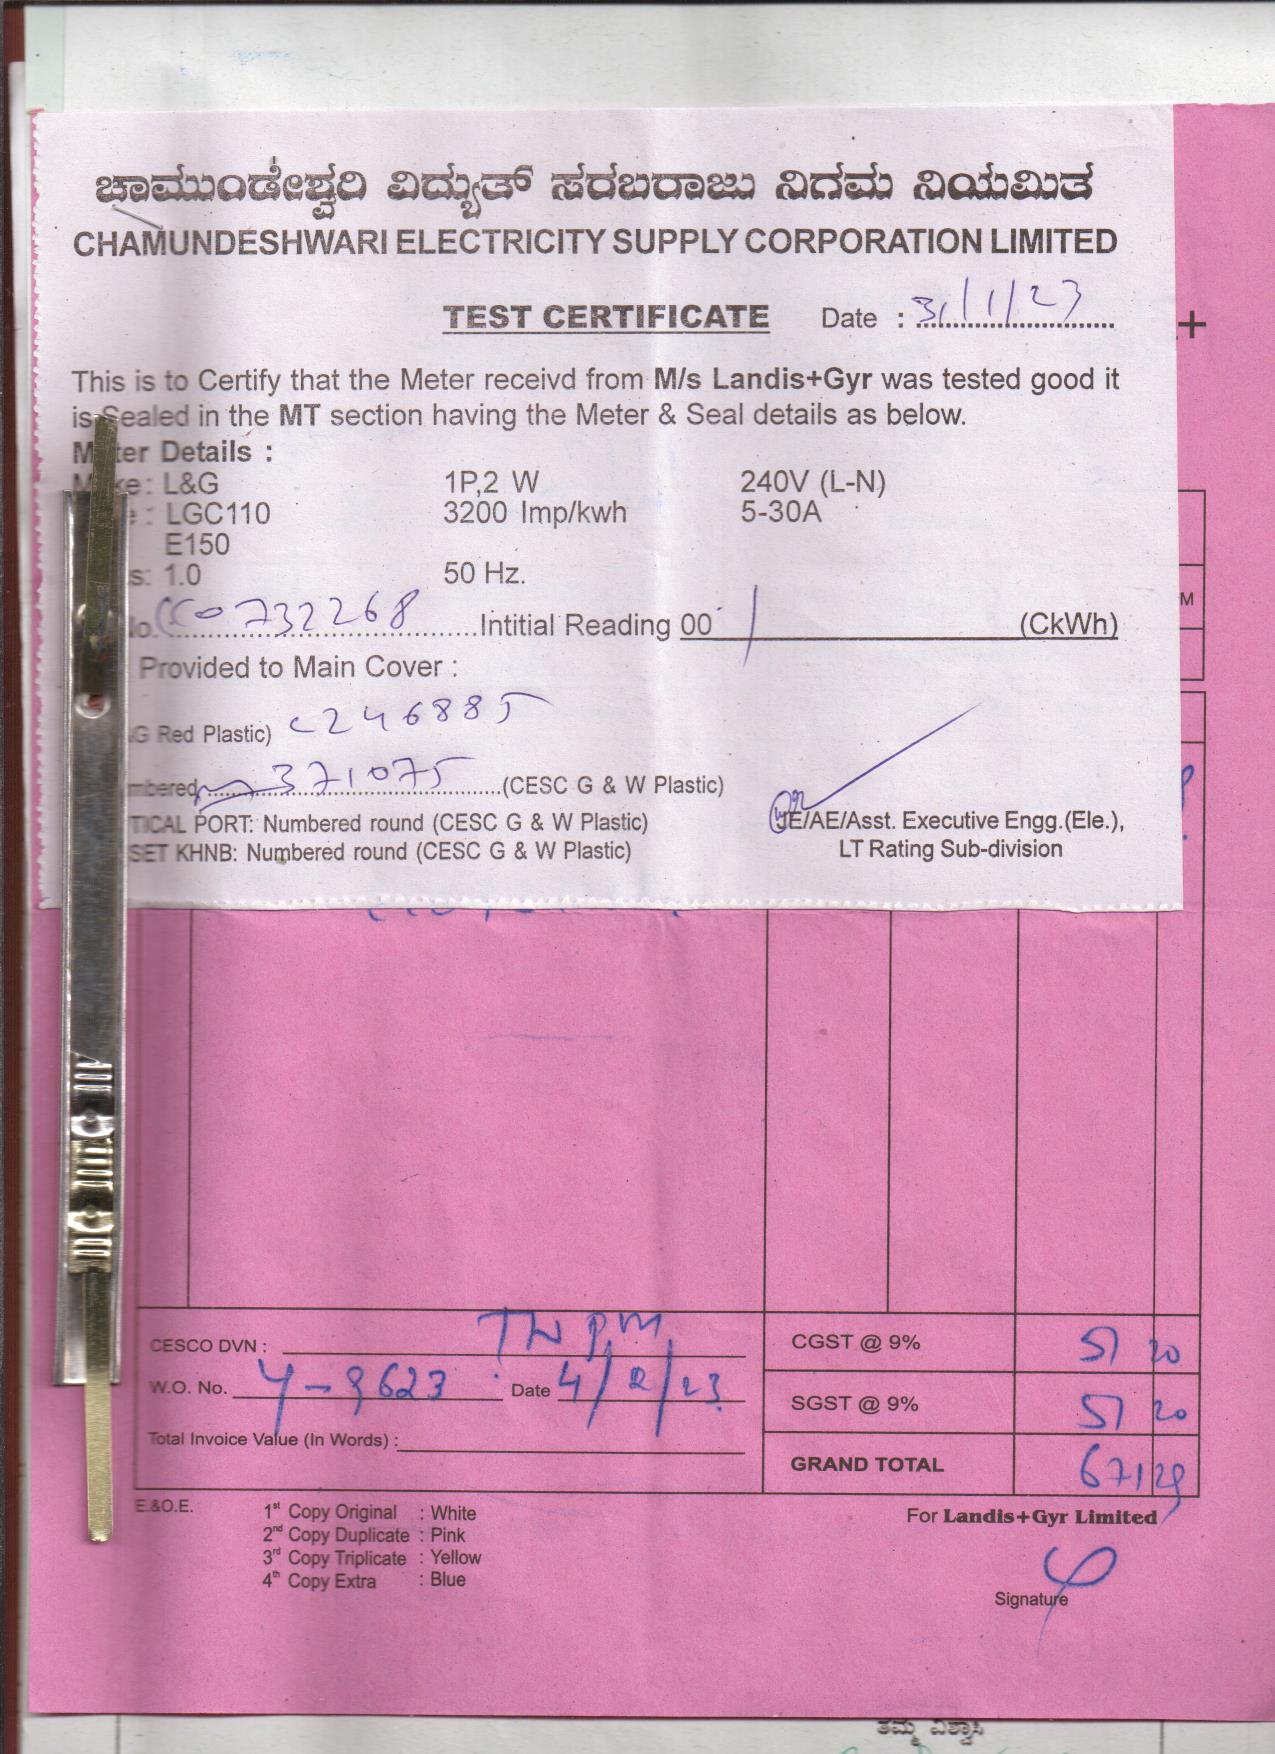 ಚಾಮುಂಡೇಶ್ವರಿ ವಿದ್ಯುತ್ ಸರಬರಾಜು ನಿಗಮ ನಿಯಮಿತ
CHAMUNDESHWARI ELECTRICITY SUPPLY CORPORATION LIMITED
TEST CERTIFICATE Date : 31/1/23
This is to Certify that the Meter receivd from M/s Landis+Gyr was tested good it
is Sealed in the MT section having the Meter & Seal details as below.
Details :
L&G 1P,2 W 240V (L-N)
: LGC110 3200 Imp/kwh 5-30A
E150
: 1.0 50 Hz.
732268 Intitial Reading 00 1 (CkWh)
Provided to Main Cover :
Red Plastic) C246885
371075 (CESC G & W Plastic)
PORT: Numbered round (CESC G & W Plastic)
KHNB: Numbered round (CESC G & W Plastic)
JE/AE/Asst. Executive Engg.(Ele.),
LT Rating Sub-division
+
M
CESCO DVN :
W.O. No. Y-9623 Date 4/2/23
Total Invoice Value (In Words) :
CGST @ 9% 51 20
SGST @ 9% 51 20
GRAND TOTAL 671 29
E.&O.E.
1st Copy Original : White
2nd Copy Duplicate : Pink
3rd Copy Triplicate : Yellow
4th Copy Extra : Blue
For Landis+Gyr Limited
Signature
ತಮ್ಮ ವಿಶ್ವಾಸಿ